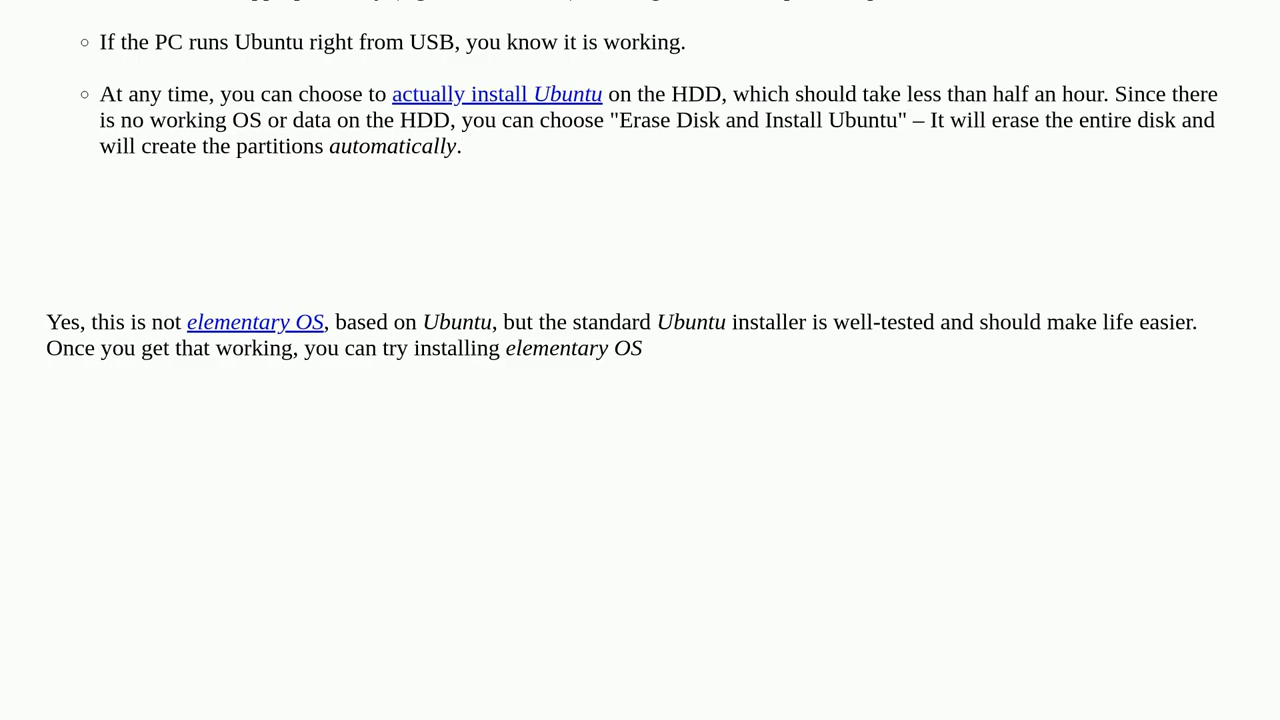 If the PC runs Ubuntu right from USB, you know it is working.
At any time, you can choose to actually install Ubuntu on the HDD, which should take less than half an hour. Since there
is no working OS or data on the HDD, you can choose "Erase Disk and Install Ubuntu" – It will erase the entire disk and
will create the partitions automatically.
Yes, this is not elementary OS, based on Ubuntu, but the standard Ubuntu installer is well-tested and should make life easier.
Once you get that working, you can try installing elementary OS